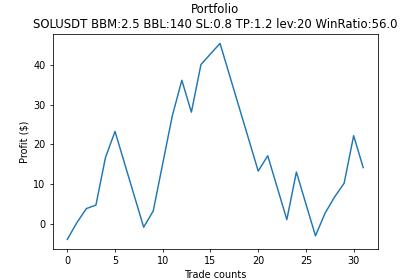 Portfolio
SOLUSDT BBM:2.5 BBL:140 SL:0.8 TP:1.2 lev:20 WinRatio:56.0
40
30
20
10
0
Profit ($)
0 5 10 15 20 25 30
Trade counts